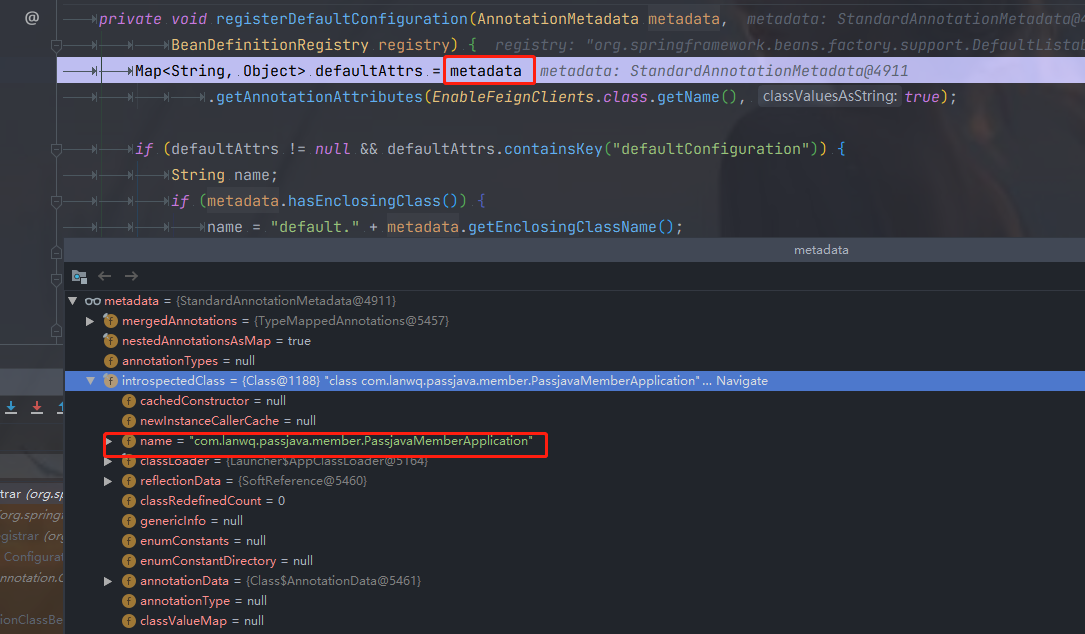 @
private void registerDefaultConfiguration(AnnotationMetadata metadata, metadata: StandardAnnotationMetadata@4
BeanDefinitionRegistry registry) { registry: "org.springframework.beans.factory.support.DefaultListab
Map<String, Object> defaultAttrs = metadata metadata: StandardAnnotationMetadata@4911
.getAnnotationAttributes(EnableFeignClients.class.getName(), classValuesAsString: true);
if (defaultAttrs != null && defaultAttrs.containsKey("defaultConfiguration")) {
String name;
if (metadata.hasEnclosingClass()) {
name = "default." + metadata.getEnclosingClassName();
metadata
metadata = {StandardAnnotationMetadata@4911}
f mergedAnnotations = {TypeMappedAnnotations@5457}
f nestedAnnotationsAsMap = true
f annotationTypes = null
f introspectedClass = {Class@1188} "class com.lanwq.passjava.member.PassjavaMemberApplication"... Navigate
f cachedConstructor = null
f newInstanceCallerCache = null
f name = "com.lanwq.passjava.member.PassjavaMemberApplication"
f classLoader = {Launcher$AppClassLoader@5164}
f reflectionData = {SoftReference@5460}
trar (org.sp
f classRedefinedCount = 0
(org.spring
f genericInfo = null
gistrar (org
f enumConstants = null
Configurat
f enumConstantDirectory = null
nnotation.C
f annotationData = {Class$AnnotationData@5461}
f annotationType = null
ionClassBe
f classValueMap = null